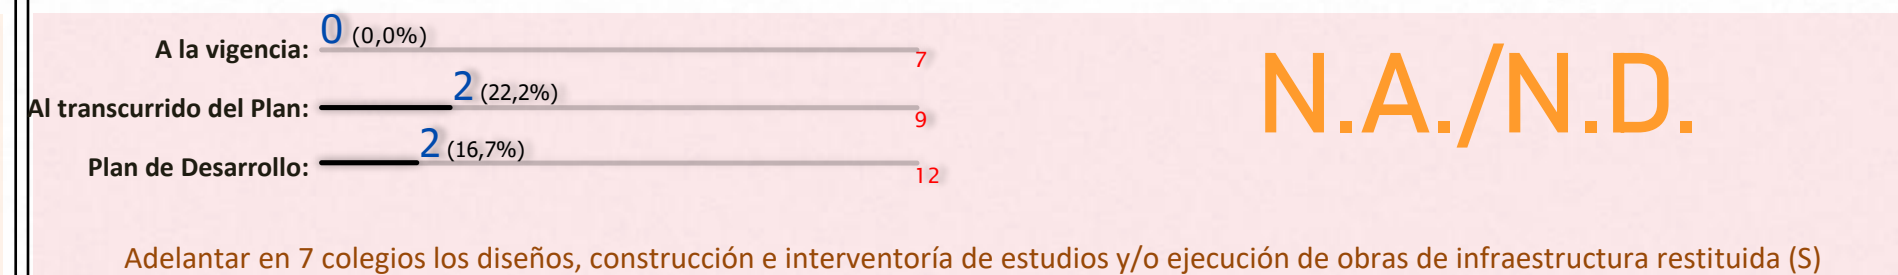 A la vigencia: 0 (0,0%) 7
Al transcurrido del Plan: 2 (22,2%) 9
Plan de Desarrollo: 2 (16,7%) 12
N.A./N.D.
Adelantar en 7 colegios los diseños, construcción e interventoría de estudios y/o ejecución de obras de infraestructura restituida (S)